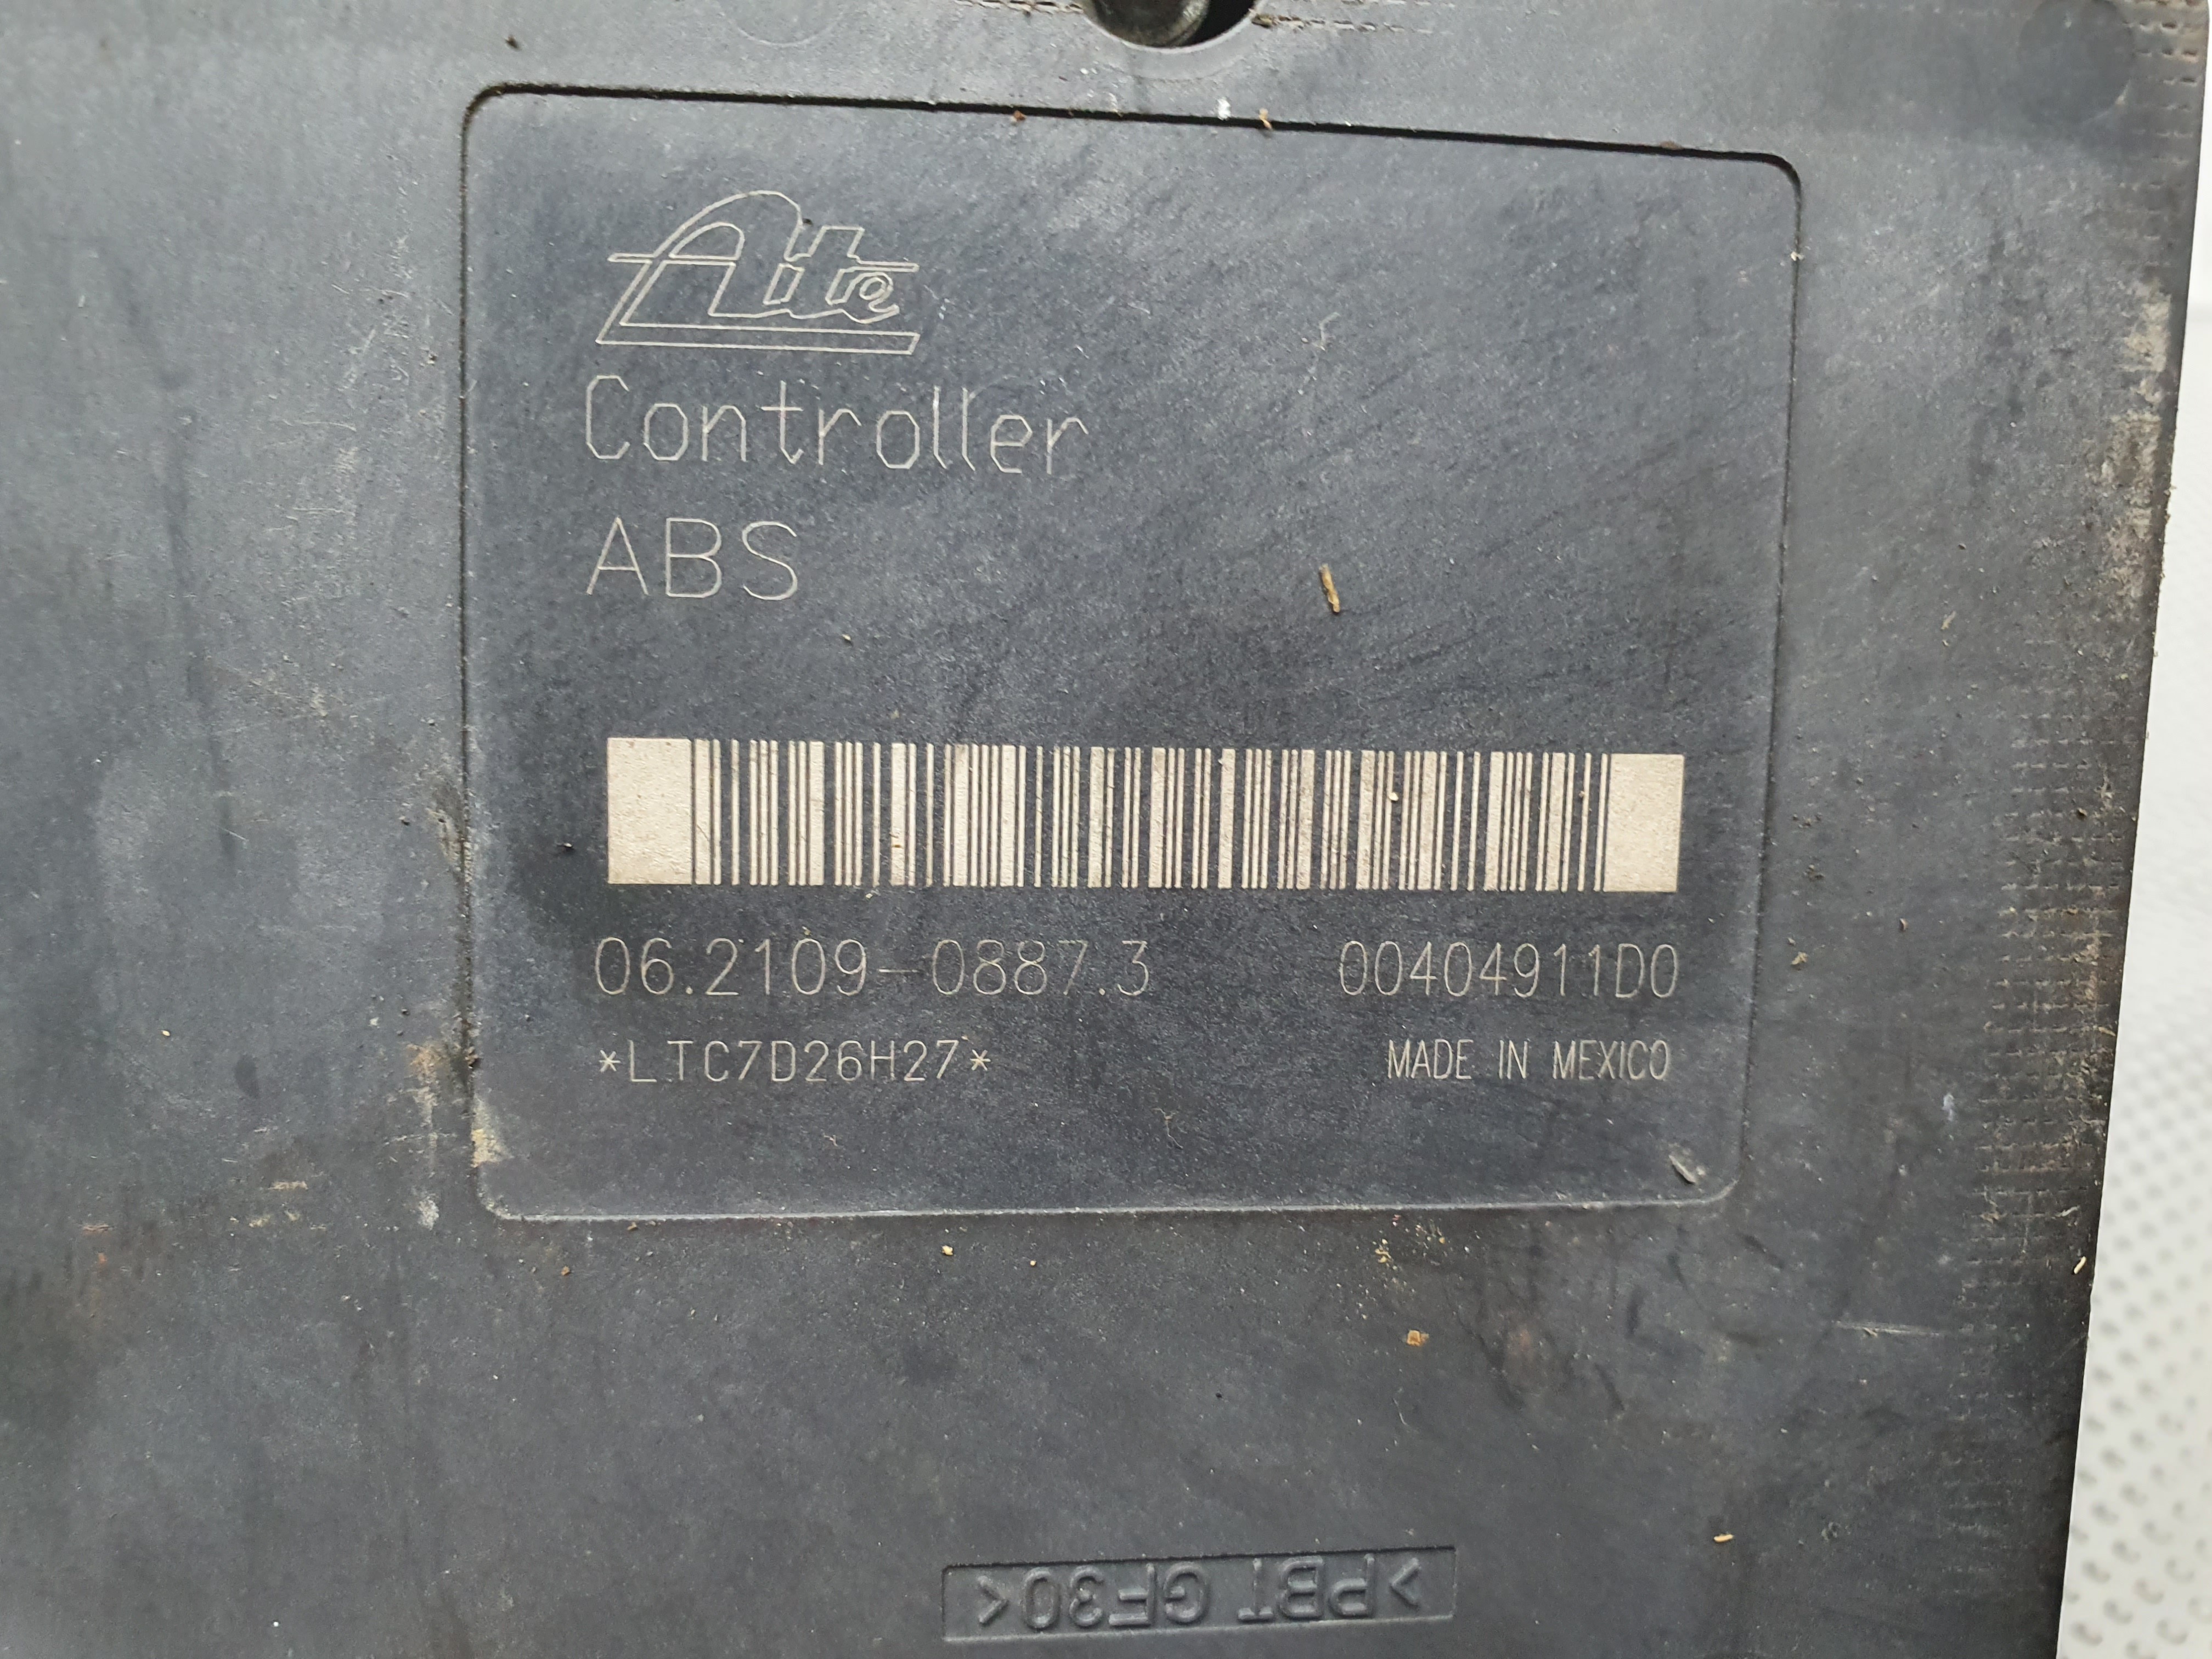 Ate
Controller
ABS
06.2109-0887.3 00404911D0
*LTC7D26H27* MADE IN MEXICO
>PBT GF30<